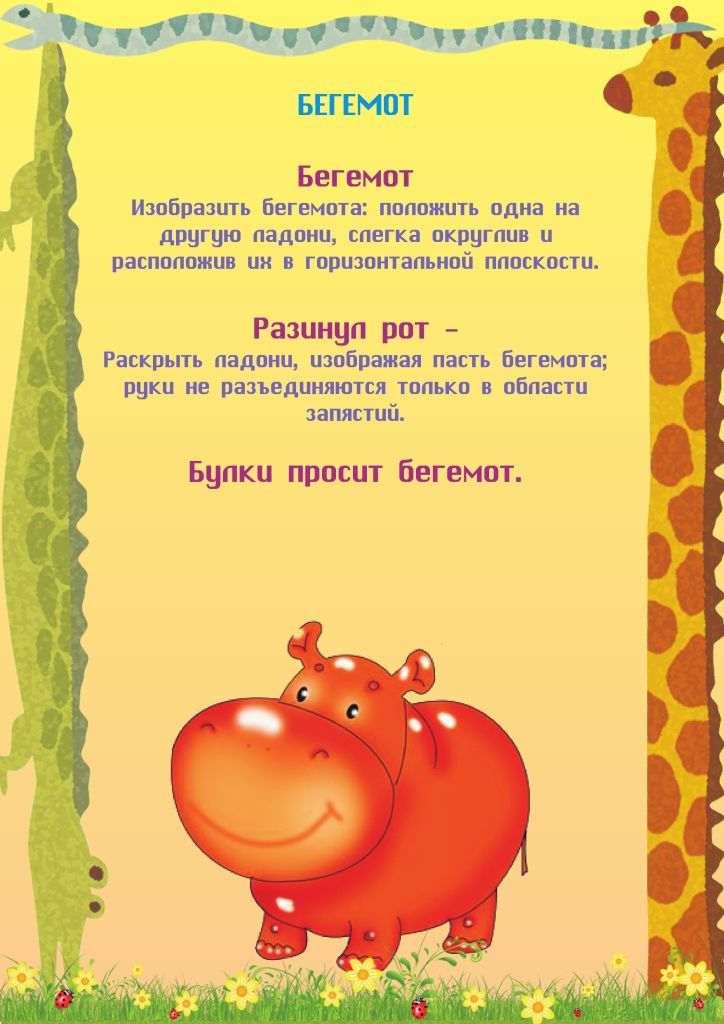 БЕГЕМОТ
Бегемот
Изобразить бегемота: положить одна на
другую ладони, слегка округлив и
расположив их в горизонтальной плоскости.
Разинул рот -
Раскрыть ладони, изображая пасть бегемота;
руки не разъединяются только в области
запястий.
Булки просит бегемот.